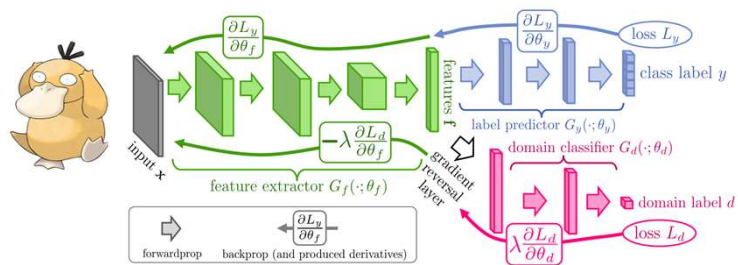 ∂L_y/∂θ_f
∂L_y/∂θ_y
loss L_y
features f
class label y
label predictor G_y(·; θ_y)
−λ ∂L_d/∂θ_f
domain classifier G_d(·; θ_d)
input x
gradient
reversal
layer
feature extractor G_f(·; θ_f)
domain label d
∂L_y/∂θ_f
λ ∂L_d/∂θ_d
loss L_d
forwardprop
backprop (and produced derivatives)